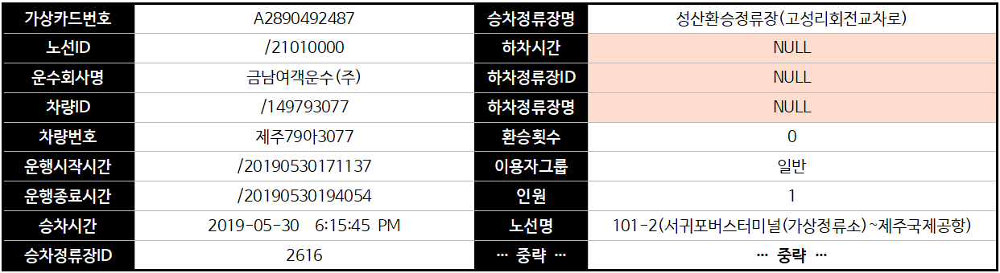 가상카드번호 A2890492487 승차정류장명 성산환승정류장(고성리회전교차로)
노선ID /21010000 하차시간 NULL
운수회사명 금남여객운수(주) 하차정류장ID NULL
차량ID /149793077 하차정류장명 NULL
차량번호 제주79아3077 환승횟수 0
운행시작시간 /20190530171137 이용자그룹 일반
운행종료시간 /20190530194054 인원 1
승차시간 2019-05-30 6:15:45 PM 노선명 101-2(서귀포버스터미널(가상정류소)~제주국제공항)
승차정류장ID 2616 ··· 중략 ··· ··· 중략 ···